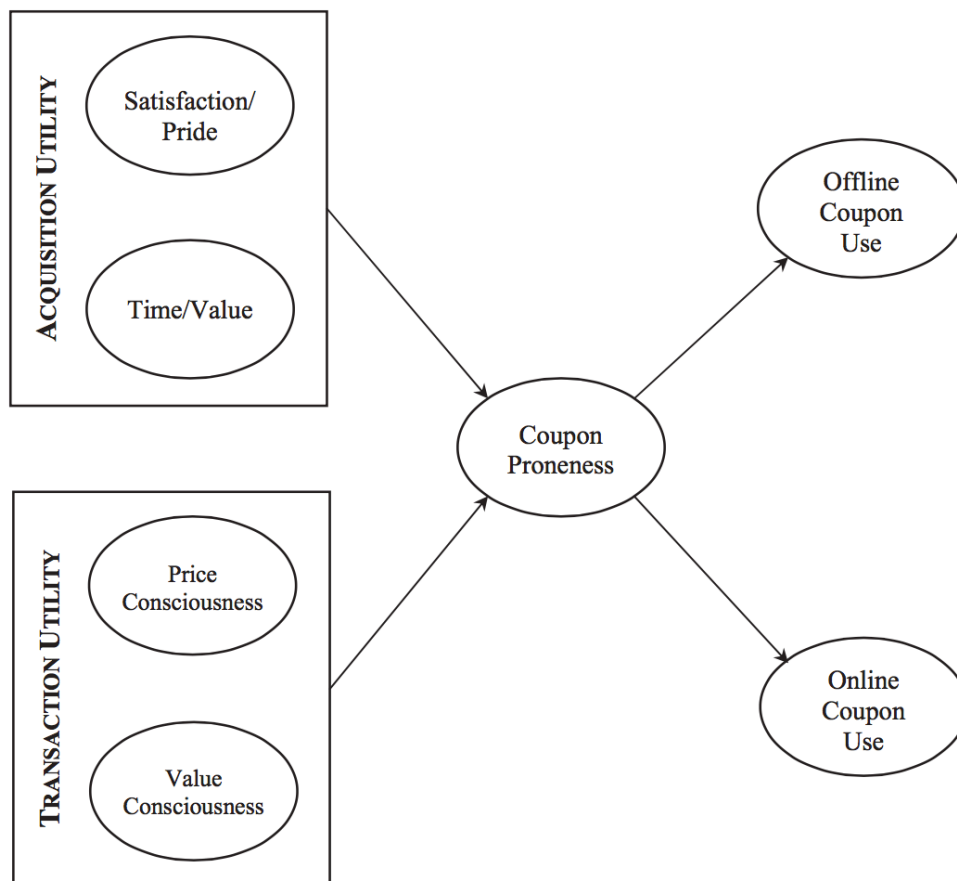 ACQUISITION UTILITY
Satisfaction/
Pride
Time/Value
TRANSACTION UTILITY
Price
Consciousness
Value
Consciousness
Coupon
Proneness
Offline
Coupon
Use
Online
Coupon
Use